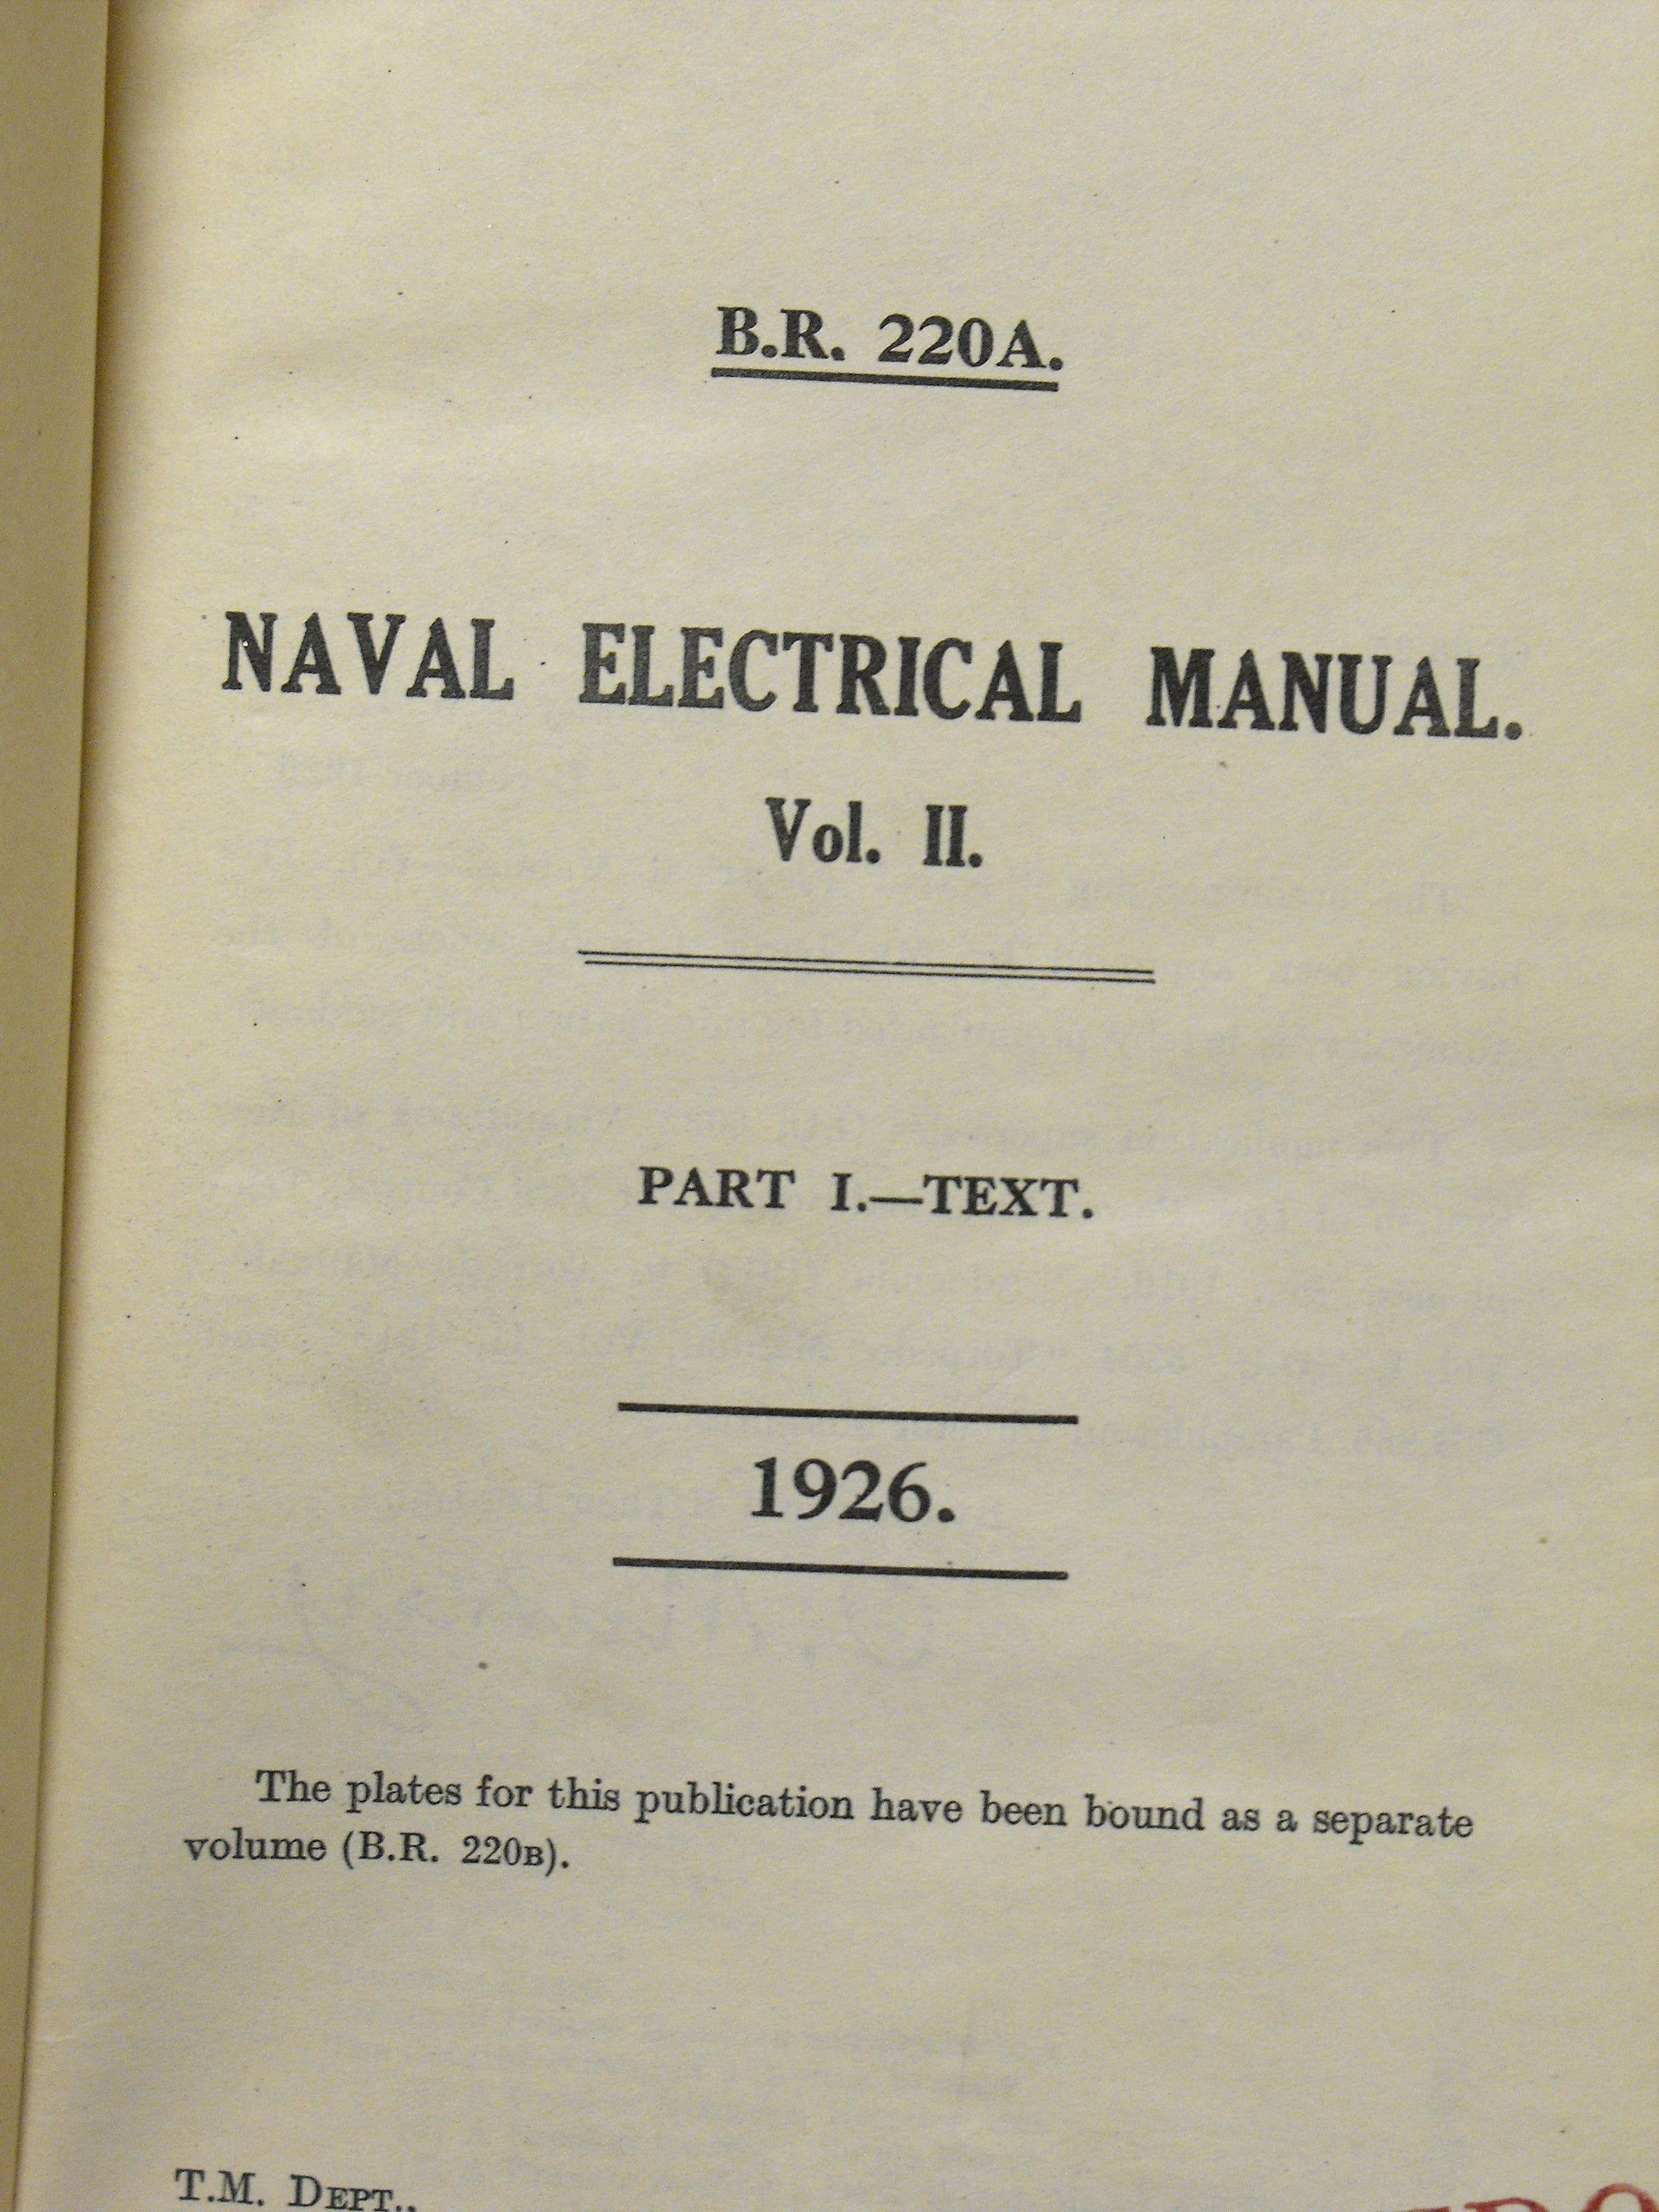 B.R. 220A.
NAVAL ELECTRICAL MANUAL.
Vol. II.
PART I.—TEXT.
1926.
The plates for this publication have been bound as a separate
volume (B.R. 220B).
T.M. DEPT.,